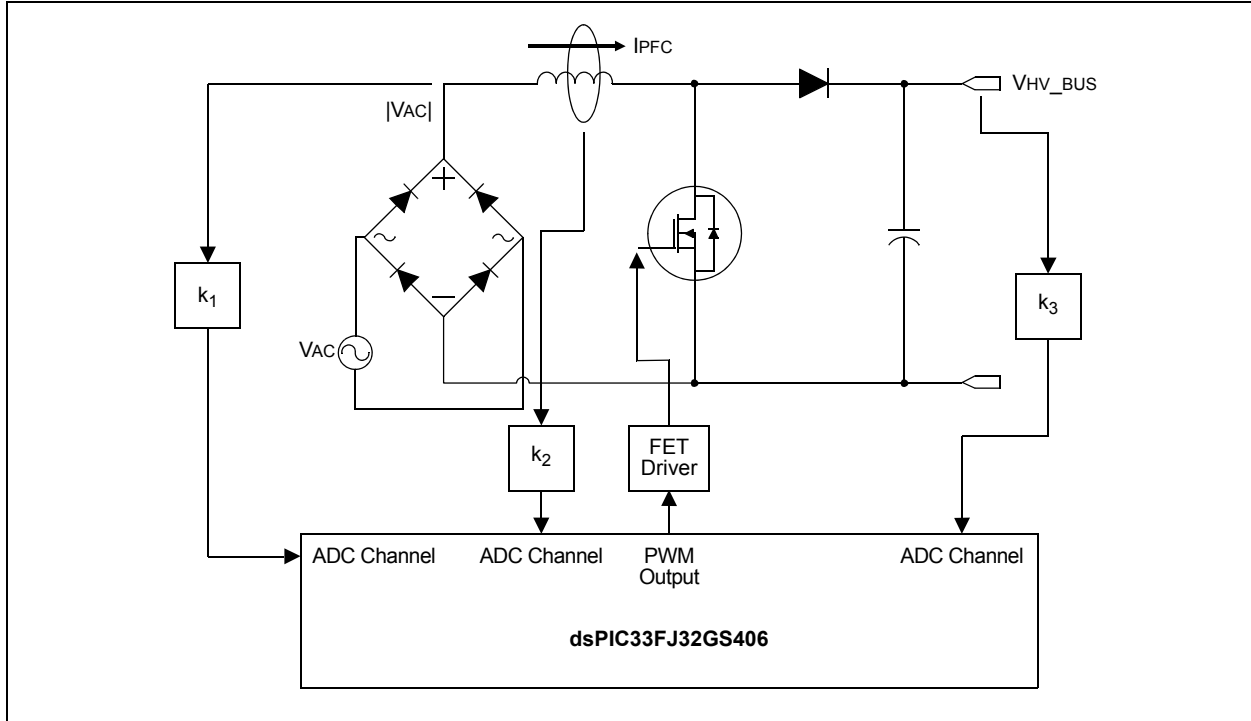 IPFC
VHV_BUS
|VAC|
+
k1
k3
−
VAC
k2
FET
Driver
ADC Channel
ADC Channel
PWM
Output
ADC Channel
dsPIC33FJ32GS406